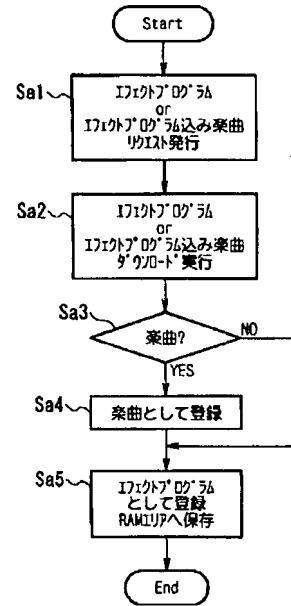 Start
Sa1
ｴﾌｪｸﾄﾌﾟﾛｸﾞﾗﾑ
or
ｴﾌｪｸﾄﾌﾟﾛｸﾞﾗﾑ込み楽曲
ﾘｸｴｽﾄ発行
Sa2
ｴﾌｪｸﾄﾌﾟﾛｸﾞﾗﾑ
or
ｴﾌｪｸﾄﾌﾟﾛｸﾞﾗﾑ込み楽曲
ﾀﾞｳﾝﾛｰﾄﾞ実行
Sa3
楽曲?
NO
YES
Sa4
楽曲として登録
Sa5
ｴﾌｪｸﾄﾌﾟﾛｸﾞﾗﾑ
として登録
RAMｴﾘｱへ保存
End